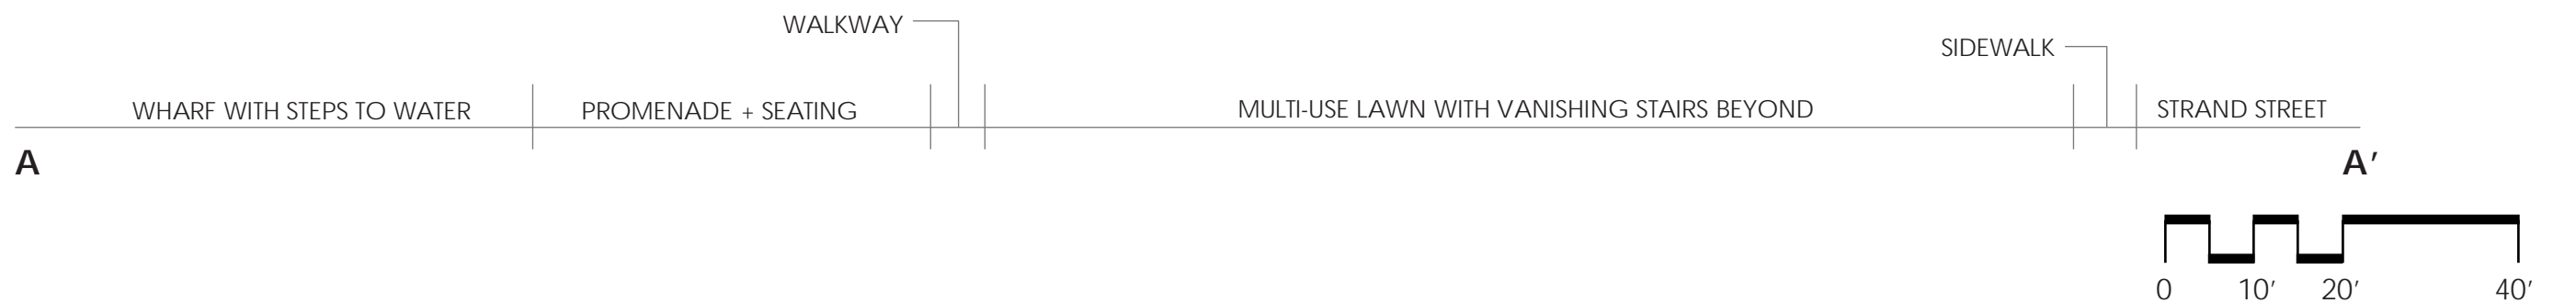 WALKWAY
SIDEWALK
WHARF WITH STEPS TO WATER
PROMENADE + SEATING
MULTI-USE LAWN WITH VANISHING STAIRS BEYOND
STRAND STREET
A
A′
0 10′ 20′ 40′